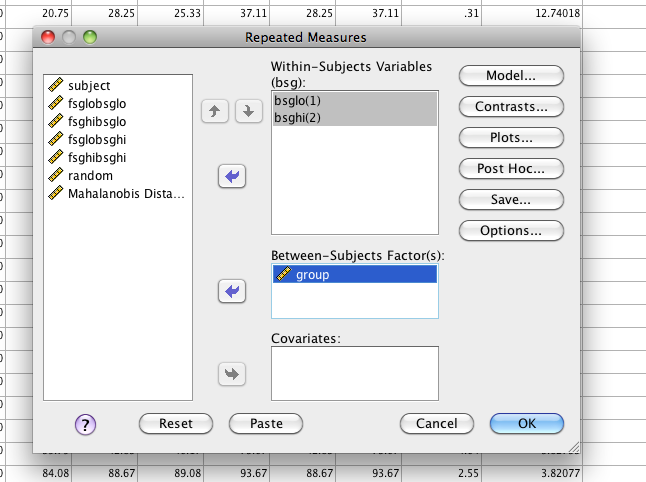 20.75 28.25 25.33 37.11 28.25 37.11 .31 12.74018
Repeated Measures
subject
fsglobsglo
fsghibsglo
fsglobsghi
fsghibsghi
random
Mahalanobis Dista...
Within-Subjects Variables
(bsg):
bsglo(1)
bsghi(2)
Between-Subjects Factor(s):
group
Covariates:
Model...
Contrasts...
Plots...
Post Hoc...
Save...
Options...
?
Reset
Paste
Cancel
OK
84.08 88.67 89.08 93.67 88.67 93.67 2.55 3.82077